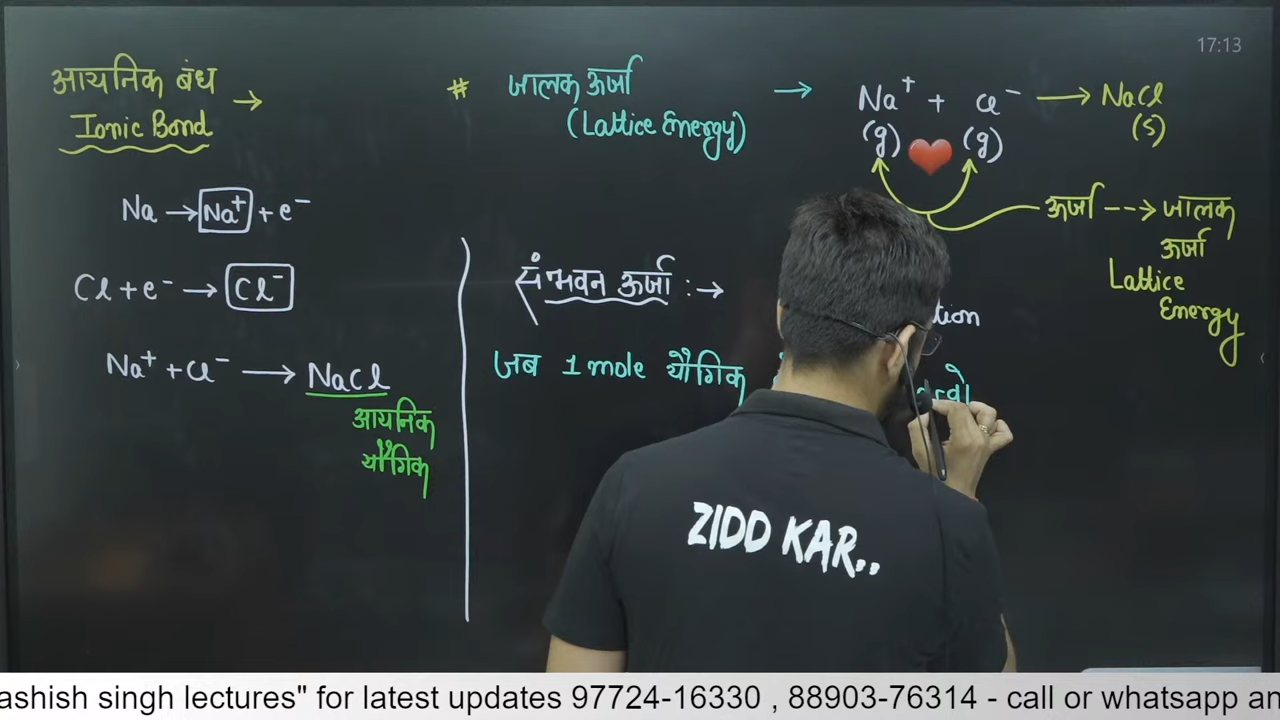 17:13
आयनिक बंध →
Ionic Bond
Na → Na⁺ + e⁻
Cl + e⁻ → Cl⁻
Na⁺ + Cl⁻ → NaCl
आयनिक
यौगिक
# जालक ऊर्जा →
(Lattice Energy)
Na⁺ + Cl⁻ → NaCl
(g) (g) (s)
ऊर्जा --→ जालक
ऊर्जा
Lattice
Energy
संभवन ऊर्जा :→
tion
जब 1 mole यौगिक
ZIDD KAR..
ashish singh lectures" for latest updates 97724-16330 , 88903-76314 - call or whatsapp an